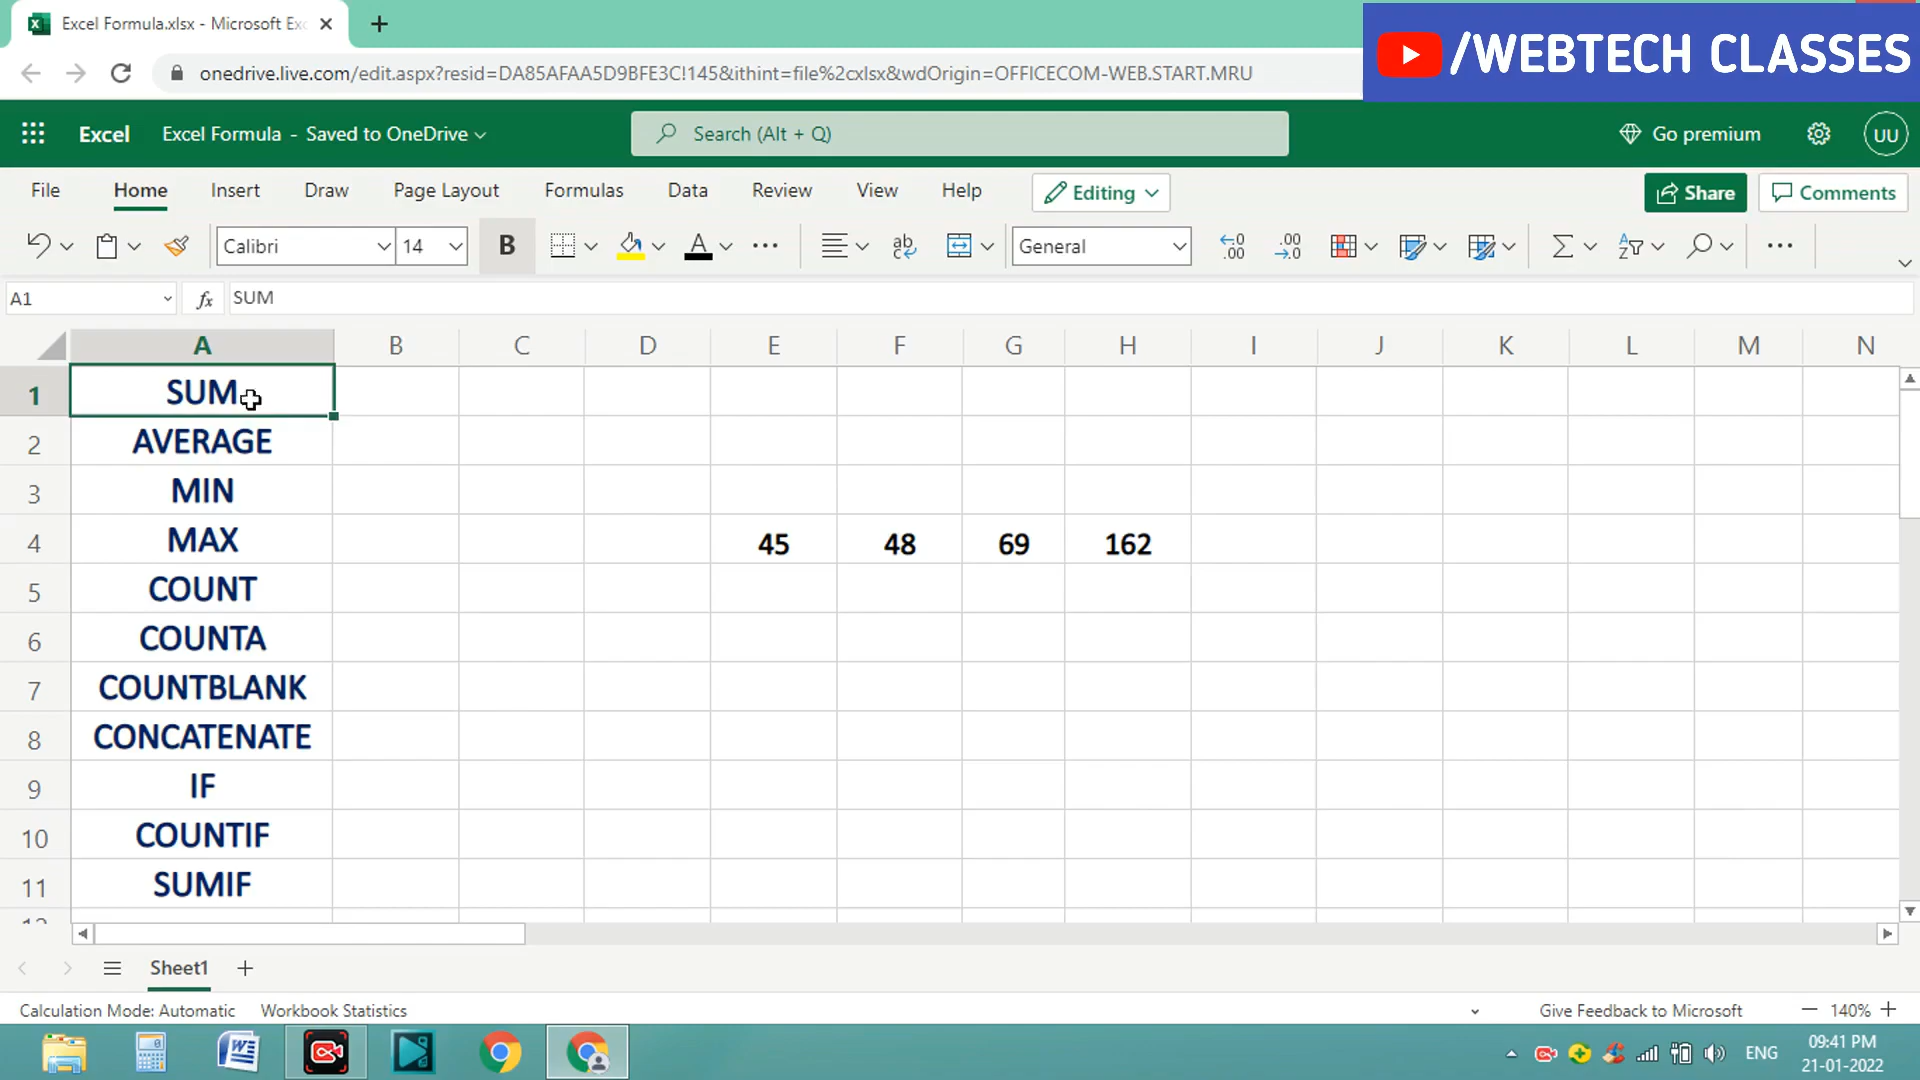 Excel Formula.xlsx - Microsoft Exc
/WEBTECH CLASSES
onedrive.live.com/edit.aspx?resid=DA85AFAA5D9BFE3C!145&ithint=file%2cxlsx&wdOrigin=OFFICECOM-WEB.START.MRU
Excel Excel Formula - Saved to OneDrive Search (Alt + Q) Go premium UU
File Home Insert Draw Page Layout Formulas Data Review View Help Editing Share Comments
Calibri 14 B A ab General .00 .00
A1 fx SUM
A B C D E F G H I J K L M N
1 SUM
2 AVERAGE
3 MIN
4 MAX 45 48 69 162
5 COUNT
6 COUNTA
7 COUNTBLANK
8 CONCATENATE
9 IF
10 COUNTIF
11 SUMIF
Sheet1
Calculation Mode: Automatic Workbook Statistics Give Feedback to Microsoft 140%
ENG 09:41 PM
21-01-2022